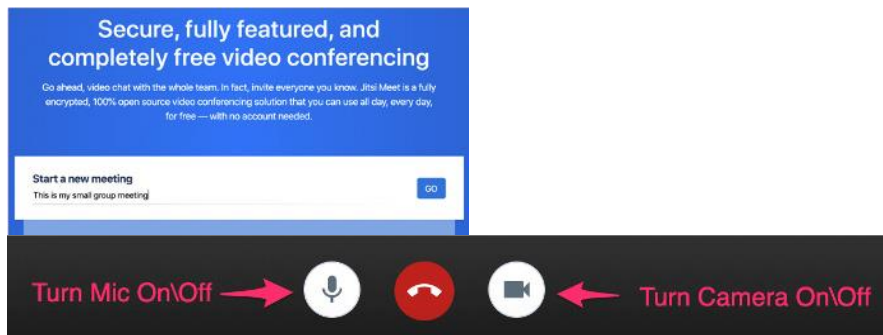 Secure, fully featured, and
completely free video conferencing
Go ahead, video chat with the whole team. In fact, invite everyone you know. Jitsi Meet is a fully
encrypted, 100% open source video conferencing solution that you can use all day, every day,
for free — with no account needed.
Start a new meeting
This is my small group meeting
GO
Turn Mic On\Off
Turn Camera On\Off